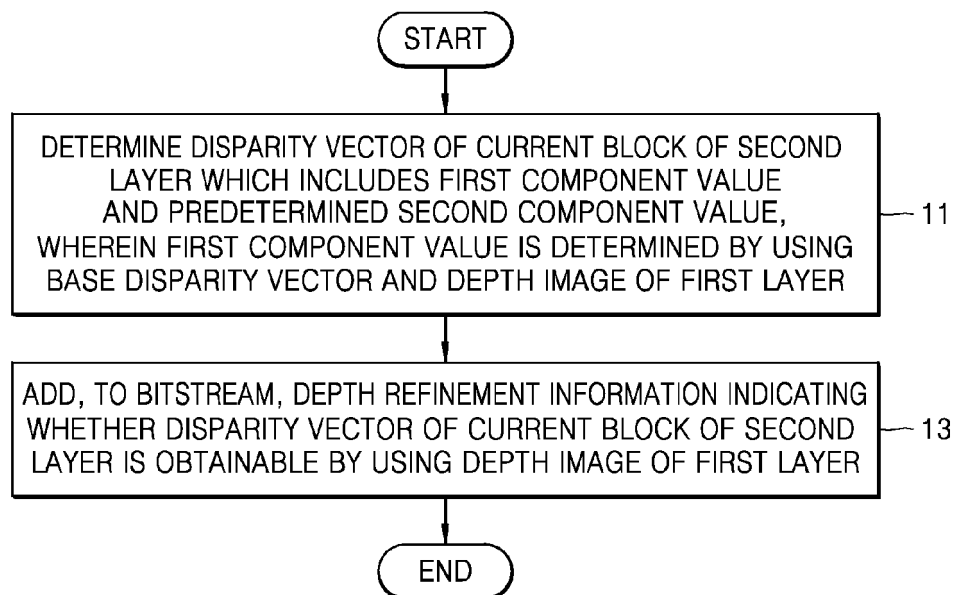 START
DETERMINE DISPARITY VECTOR OF CURRENT BLOCK OF SECOND
LAYER WHICH INCLUDES FIRST COMPONENT VALUE
AND PREDETERMINED SECOND COMPONENT VALUE,
WHEREIN FIRST COMPONENT VALUE IS DETERMINED BY USING
BASE DISPARITY VECTOR AND DEPTH IMAGE OF FIRST LAYER
11
ADD, TO BITSTREAM, DEPTH REFINEMENT INFORMATION INDICATING
WHETHER DISPARITY VECTOR OF CURRENT BLOCK OF SECOND
LAYER IS OBTAINABLE BY USING DEPTH IMAGE OF FIRST LAYER
13
END